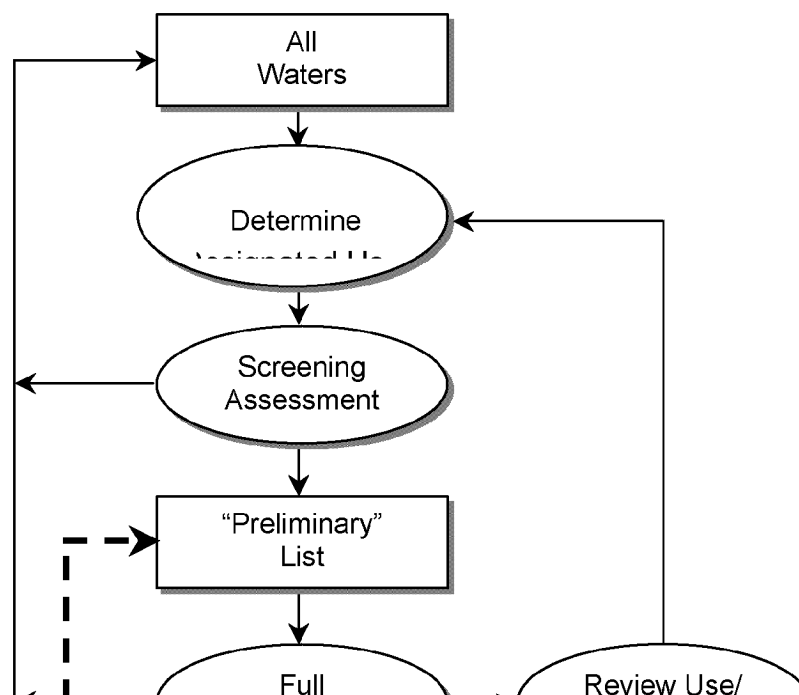 All
Waters
Determine
Screening
Assessment
“Preliminary”
List
Full
Review Use/